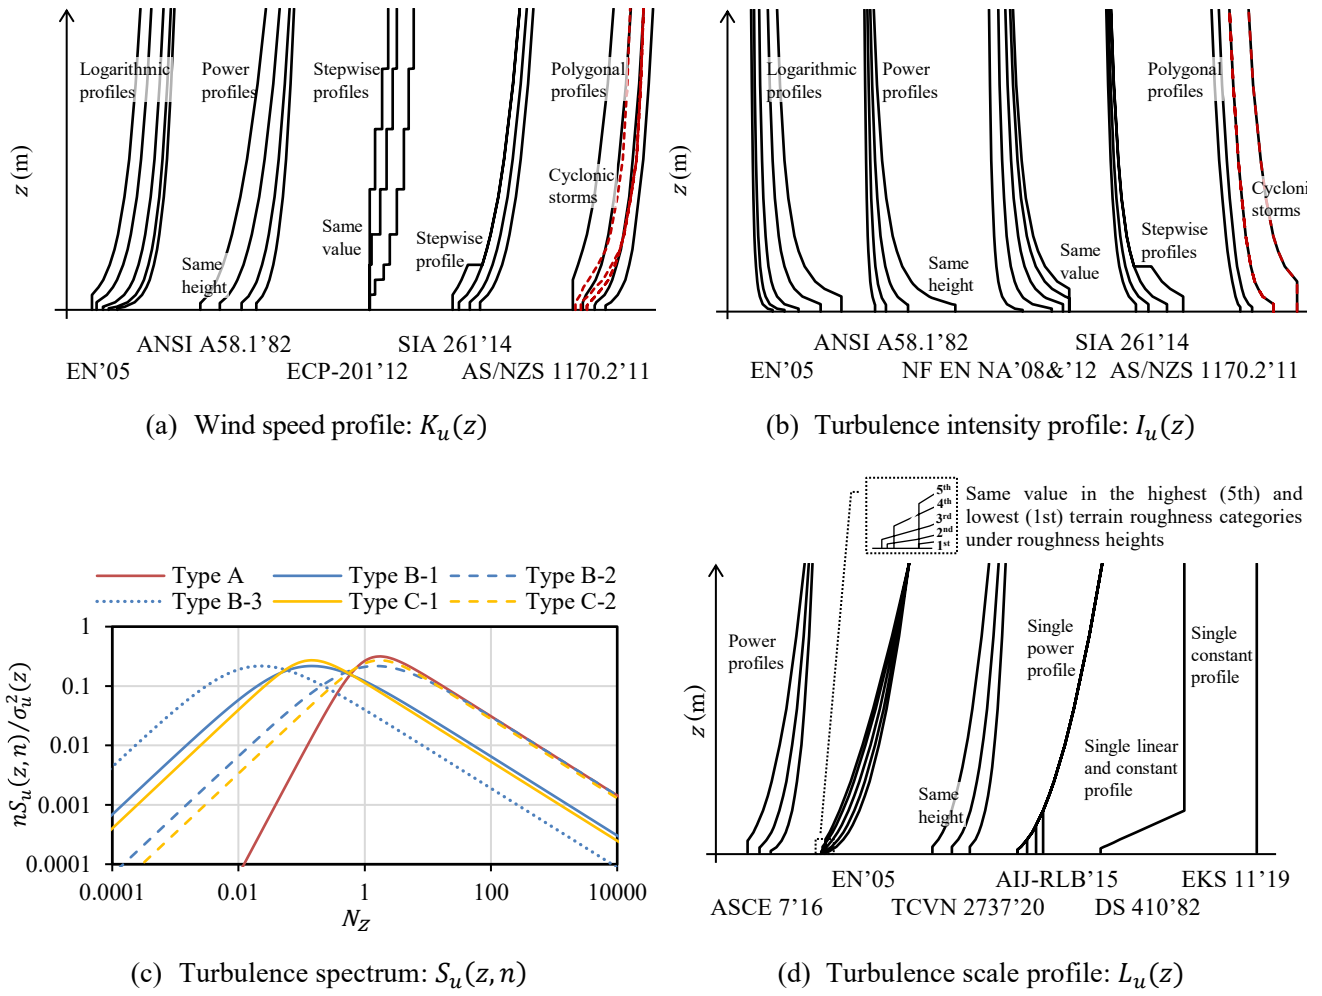 z (m)
Logarithmic
profiles
Power
profiles
Stepwise
profiles
Polygonal
profiles
Cyclonic
storms
Same
value
Stepwise
profile
Same
height
ANSI A58.1’82
SIA 261’14
EN’05
ECP-201’12
AS/NZS 1170.2’11
(a) Wind speed profile: K_u(z)
z (m)
Logarithmic
profiles
Power
profiles
Polygonal
profiles
Cycloni
storms
Stepwise
profiles
Same
value
Same
height
ANSI A58.1’82
SIA 261’14
EN’05
NF EN NA’08&’12
AS/NZS 1170.2’11
(b) Turbulence intensity profile: I_u(z)
Type A
Type B-1
Type B-2
Type B-3
Type C-1
Type C-2
nS_u(z, n)/σ_u^2(z)
1
0.1
0.01
0.001
0.0001
0.0001
0.01
1
100
10000
N_Z
(c) Turbulence spectrum: S_u(z, n)
5th
4th
3rd
2nd
1st
Same value in the highest (5th) and
lowest (1st) terrain roughness categories
under roughness heights
z (m)
Power
profiles
Single
power
profile
Single
constant
profile
Single linear
and constant
profile
Same
height
EN’05
AIJ-RLB’15
EKS 11’19
ASCE 7’16
TCVN 2737’20
DS 410’82
(d) Turbulence scale profile: L_u(z)